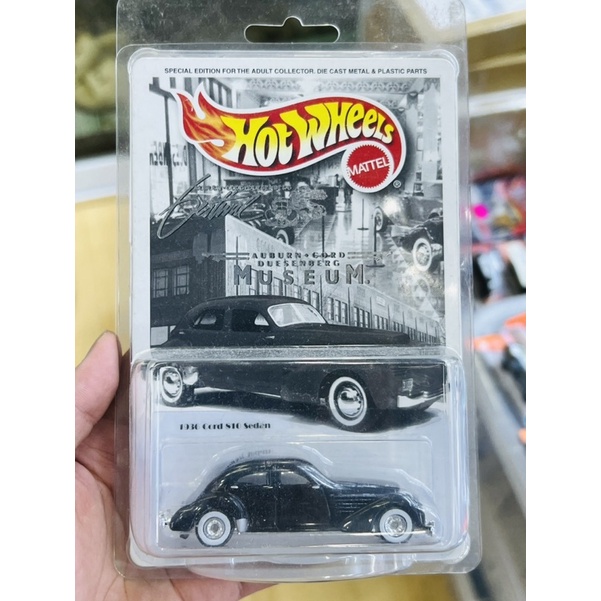 SPECIAL EDITION FOR THE ADULT COLLECTOR. DIE CAST METAL & PLASTIC PARTS
HOT WHEELS
MATTEL
®
AUBURN • CORD
DUESENBERG
MUSEUM
1936 Cord 810 Sedan